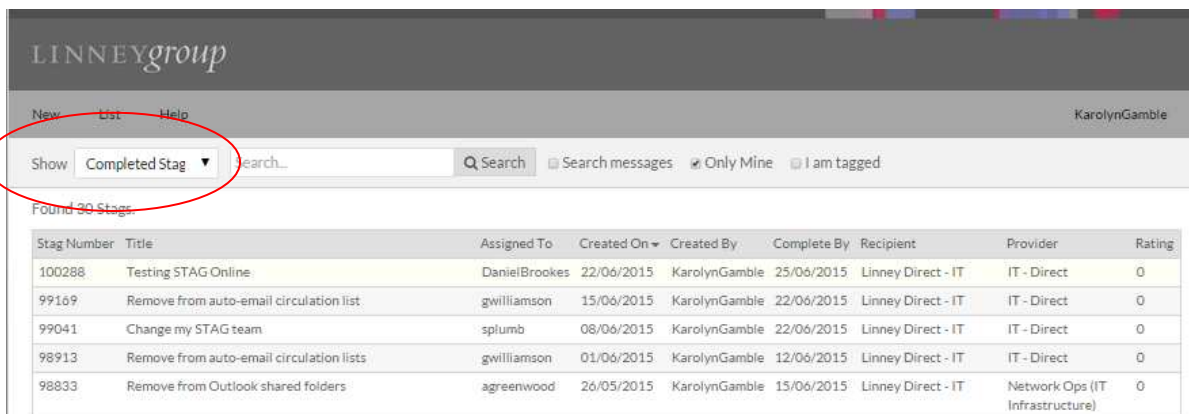 LINNEYgroup
New List Help KarolynGamble
Show Completed Stag Search... Search Search messages Only Mine I am tagged
Found 30 Stags.
Stag Number Title Assigned To Created On Created By Complete By Recipient Provider Rating
100288 Testing STAG Online DanielBrookes 22/06/2015 KarolynGamble 25/06/2015 Linney Direct - IT IT - Direct 0
99169 Remove from auto-email circulation list gwilliamson 15/06/2015 KarolynGamble 22/06/2015 Linney Direct - IT IT - Direct 0
99041 Change my STAG team splumb 08/06/2015 KarolynGamble 22/06/2015 Linney Direct - IT IT - Direct 0
98913 Remove from auto-email circulation lists gwilliamson 01/06/2015 KarolynGamble 12/06/2015 Linney Direct - IT IT - Direct 0
98833 Remove from Outlook shared folders agreenwood 26/05/2015 KarolynGamble 15/06/2015 Linney Direct - IT Network Ops (IT 0
Infrastructure)